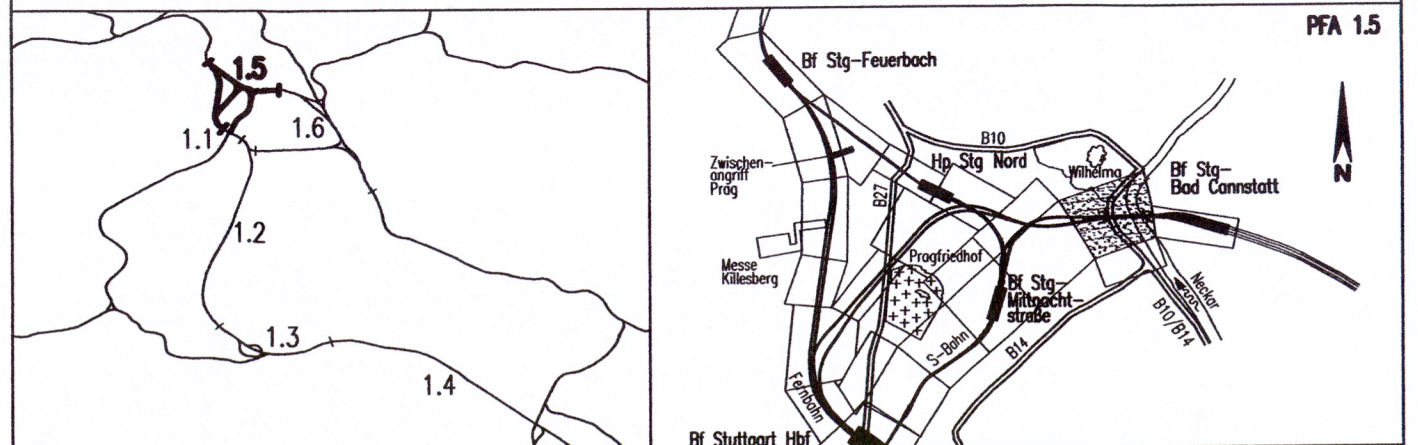 1.5
1.1
1.6
1.2
1.3
1.4
PFA 1.5
Bf Stg-Feuerbach
B10
Zwischen-
angriff
Prag
Hp Stg Nord
Wilhelma
Bf Stg-
Bad Cannstatt
N
B27
Messe
Killesberg
Pragfriedhof
Bf Stg-
Mittnacht-
straße
Neckar
B10/B14
S-Bahn
B14
Fernbahn
Bf Stuttgart Hbf